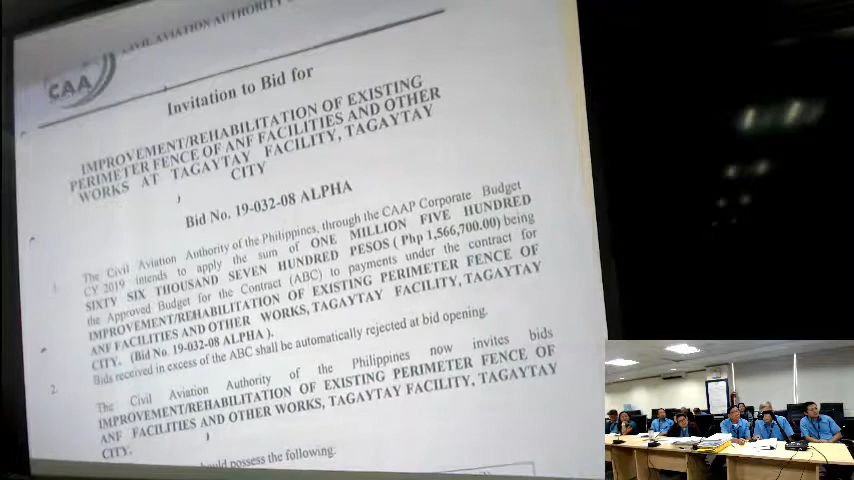 CIVIL AVIATION AUTHORITY
CAA
Invitation to Bid for
IMPROVEMENT/REHABILITATION OF EXISTING
PERIMETER FENCE OF ANF FACILITIES AND OTHER
WORKS AT TAGAYTAY FACILITY, TAGAYTAY
CITY
Bid No. 19-032-08 ALPHA
1. The Civil Aviation Authority of the Philippines, through the CAAP Corporate Budget
CY 2019 intends to apply the sum of ONE MILLION FIVE HUNDRED
SIXTY SIX THOUSAND SEVEN HUNDRED PESOS ( Php 1,566,700.00) being
the Approved Budget for the Contract (ABC) to payments under the contract for
IMPROVEMENT/REHABILITATION OF EXISTING PERIMETER FENCE OF
ANF FACILITIES AND OTHER WORKS, TAGAYTAY FACILITY, TAGAYTAY
CITY. (Bid No. 19-032-08 ALPHA ).
Bids received in excess of the ABC shall be automatically rejected at bid opening.
2. The Civil Aviation Authority of the Philippines now invites bids
IMPROVEMENT/REHABILITATION OF EXISTING PERIMETER FENCE OF
ANF FACILITIES AND OTHER WORKS, TAGAYTAY FACILITY, TAGAYTAY
CITY.
possess the following: